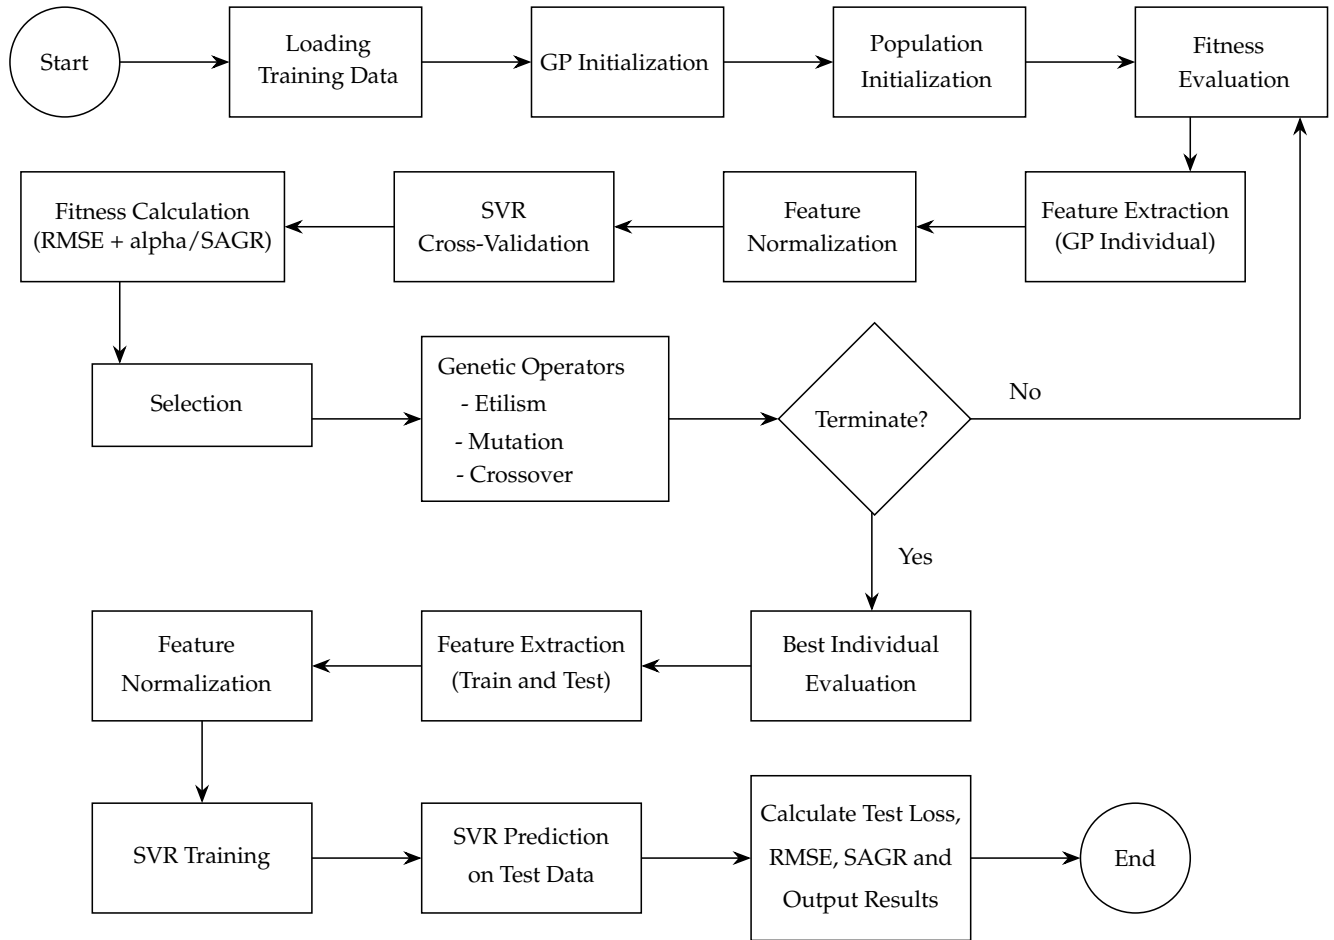 Start
Loading
Training Data
GP Initialization
Population
Initialization
Fitness
Evaluation
Fitness Calculation
(RMSE + alpha/SAGR)
SVR
Cross-Validation
Feature
Normalization
Feature Extraction
(GP Individual)
Selection
Genetic Operators
- Etilism
- Mutation
- Crossover
Terminate?
No
Yes
Feature
Normalization
Feature Extraction
(Train and Test)
Best Individual
Evaluation
SVR Training
SVR Prediction
on Test Data
Calculate Test Loss,
RMSE, SAGR and
Output Results
End